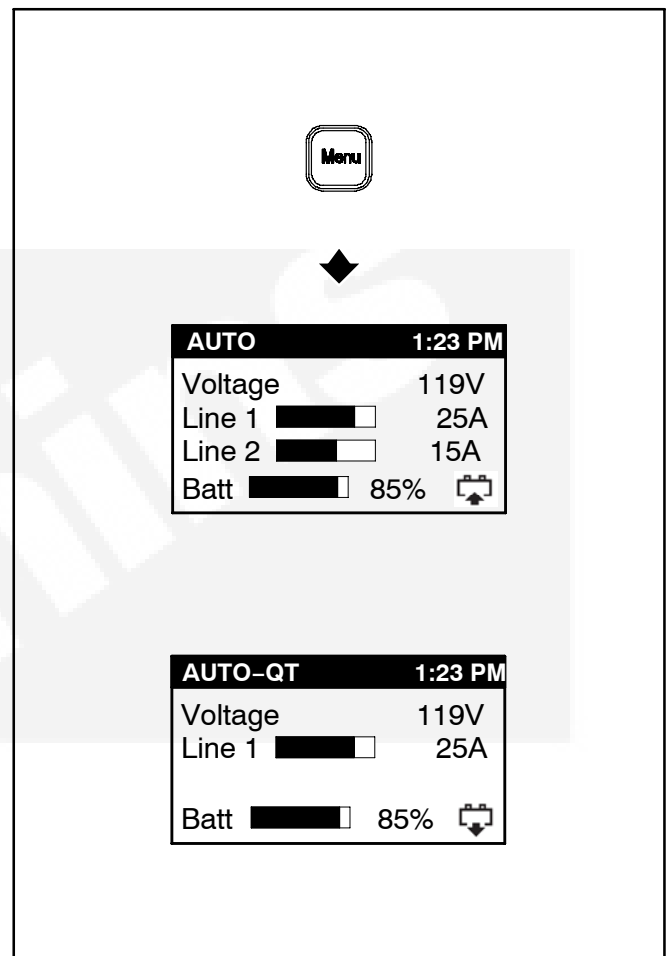 Menu
AUTO 1:23 PM
Voltage 119V
Line 1 25A
Line 2 15A
Batt 85%
AUTO–QT 1:23 PM
Voltage 119V
Line 1 25A
Batt 85%